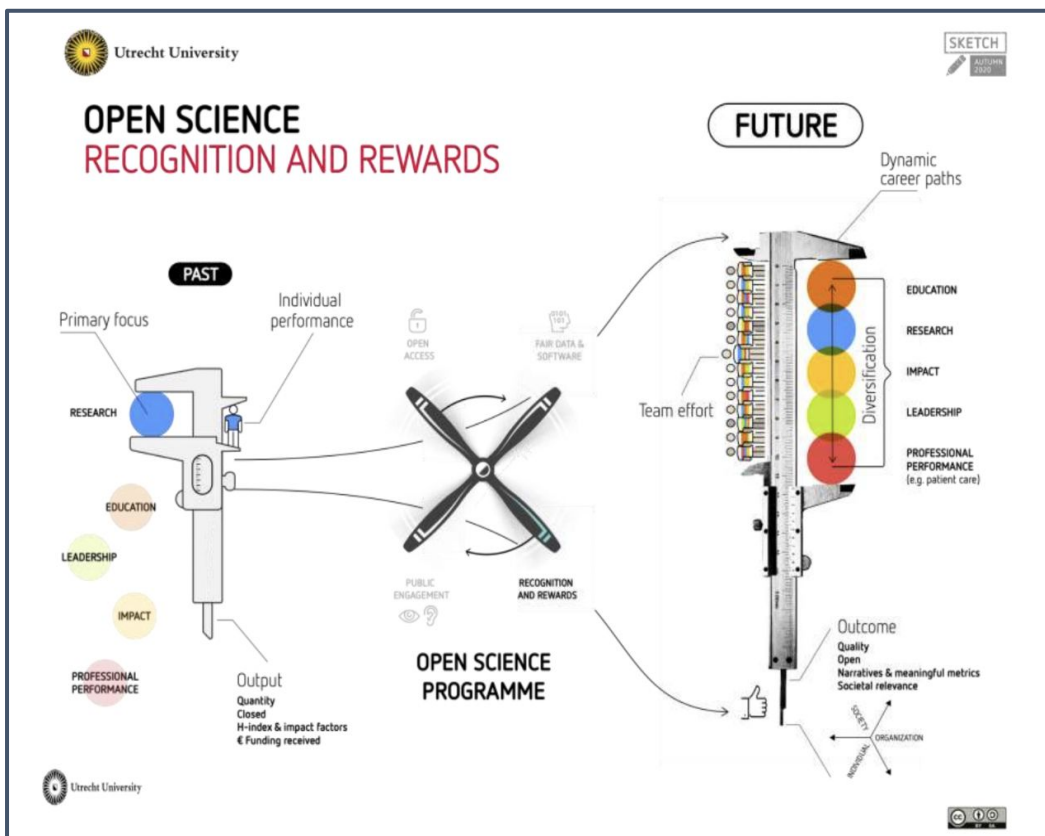 Utrecht University
SKETCH
AUTUMN
2020
OPEN SCIENCE
RECOGNITION AND REWARDS
FUTURE
Dynamic
career paths
PAST
Primary focus
Individual
performance
RESEARCH
EDUCATION
LEADERSHIP
IMPACT
PROFESSIONAL
PERFORMANCE
Output
Quantity
Closed
H-index & impact factors
€ Funding received
OPEN
ACCESS
0101
101
FAIR DATA &
SOFTWARE
PUBLIC
ENGAGEMENT
RECOGNITION
AND REWARDS
OPEN SCIENCE
PROGRAMME
Team effort
Diversification
EDUCATION
RESEARCH
IMPACT
LEADERSHIP
PROFESSIONAL
PERFORMANCE
(e.g. patient care)
Outcome
Quality
Open
Narratives & meaningful metrics
Societal relevance
SOCIETY
ORGANIZATION
INDIVIDUAL
Utrecht University
cc